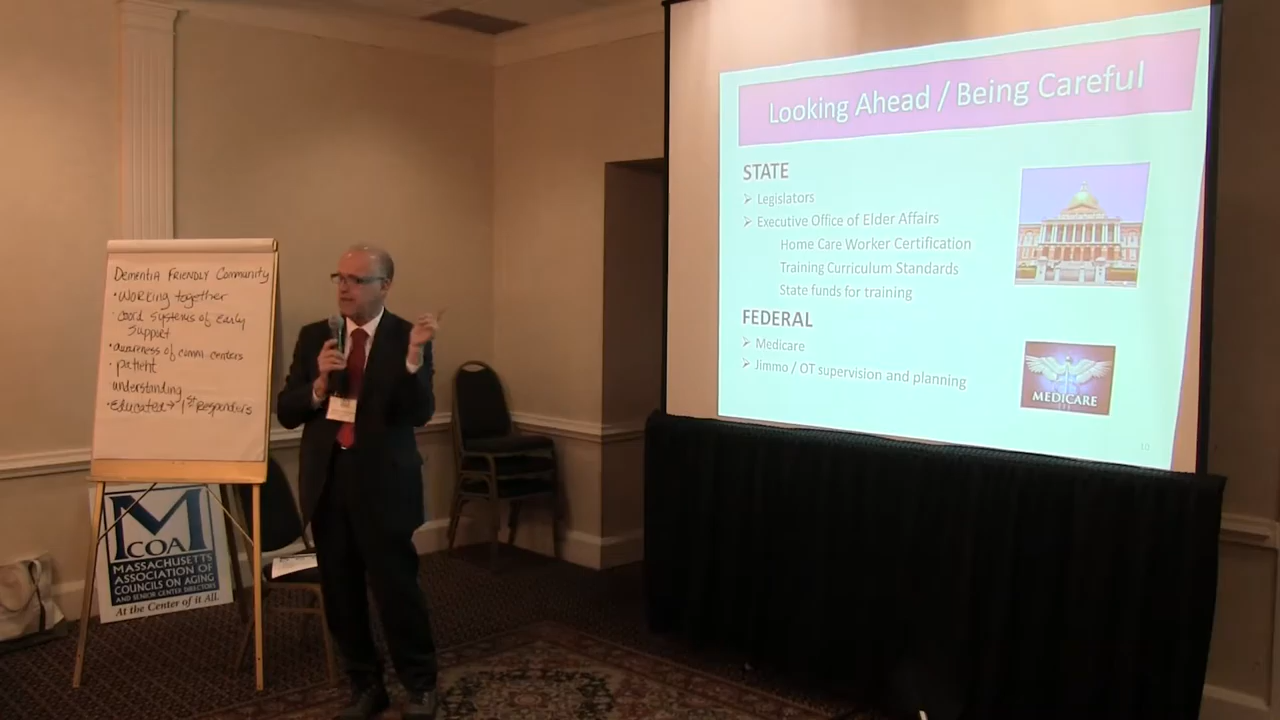 DEMENTIA FRIENDLY Community
• Working together
• Coord systems of early
Support
• awareness of comm centers
• patient
understanding
• Educated → 1st Responders
M
COA
MASSACHUSETTS
ASSOCIATION OF
COUNCILS ON AGING
AND SENIOR CENTER DIRECTORS
At the Center of it All.
Looking Ahead / Being Careful
STATE
➢ Legislators
➢ Executive Office of Elder Affairs
Home Care Worker Certification
Training Curriculum Standards
State funds for training
FEDERAL
➢ Medicare
➢ Jimmo / OT supervision and planning
MEDICARE
10